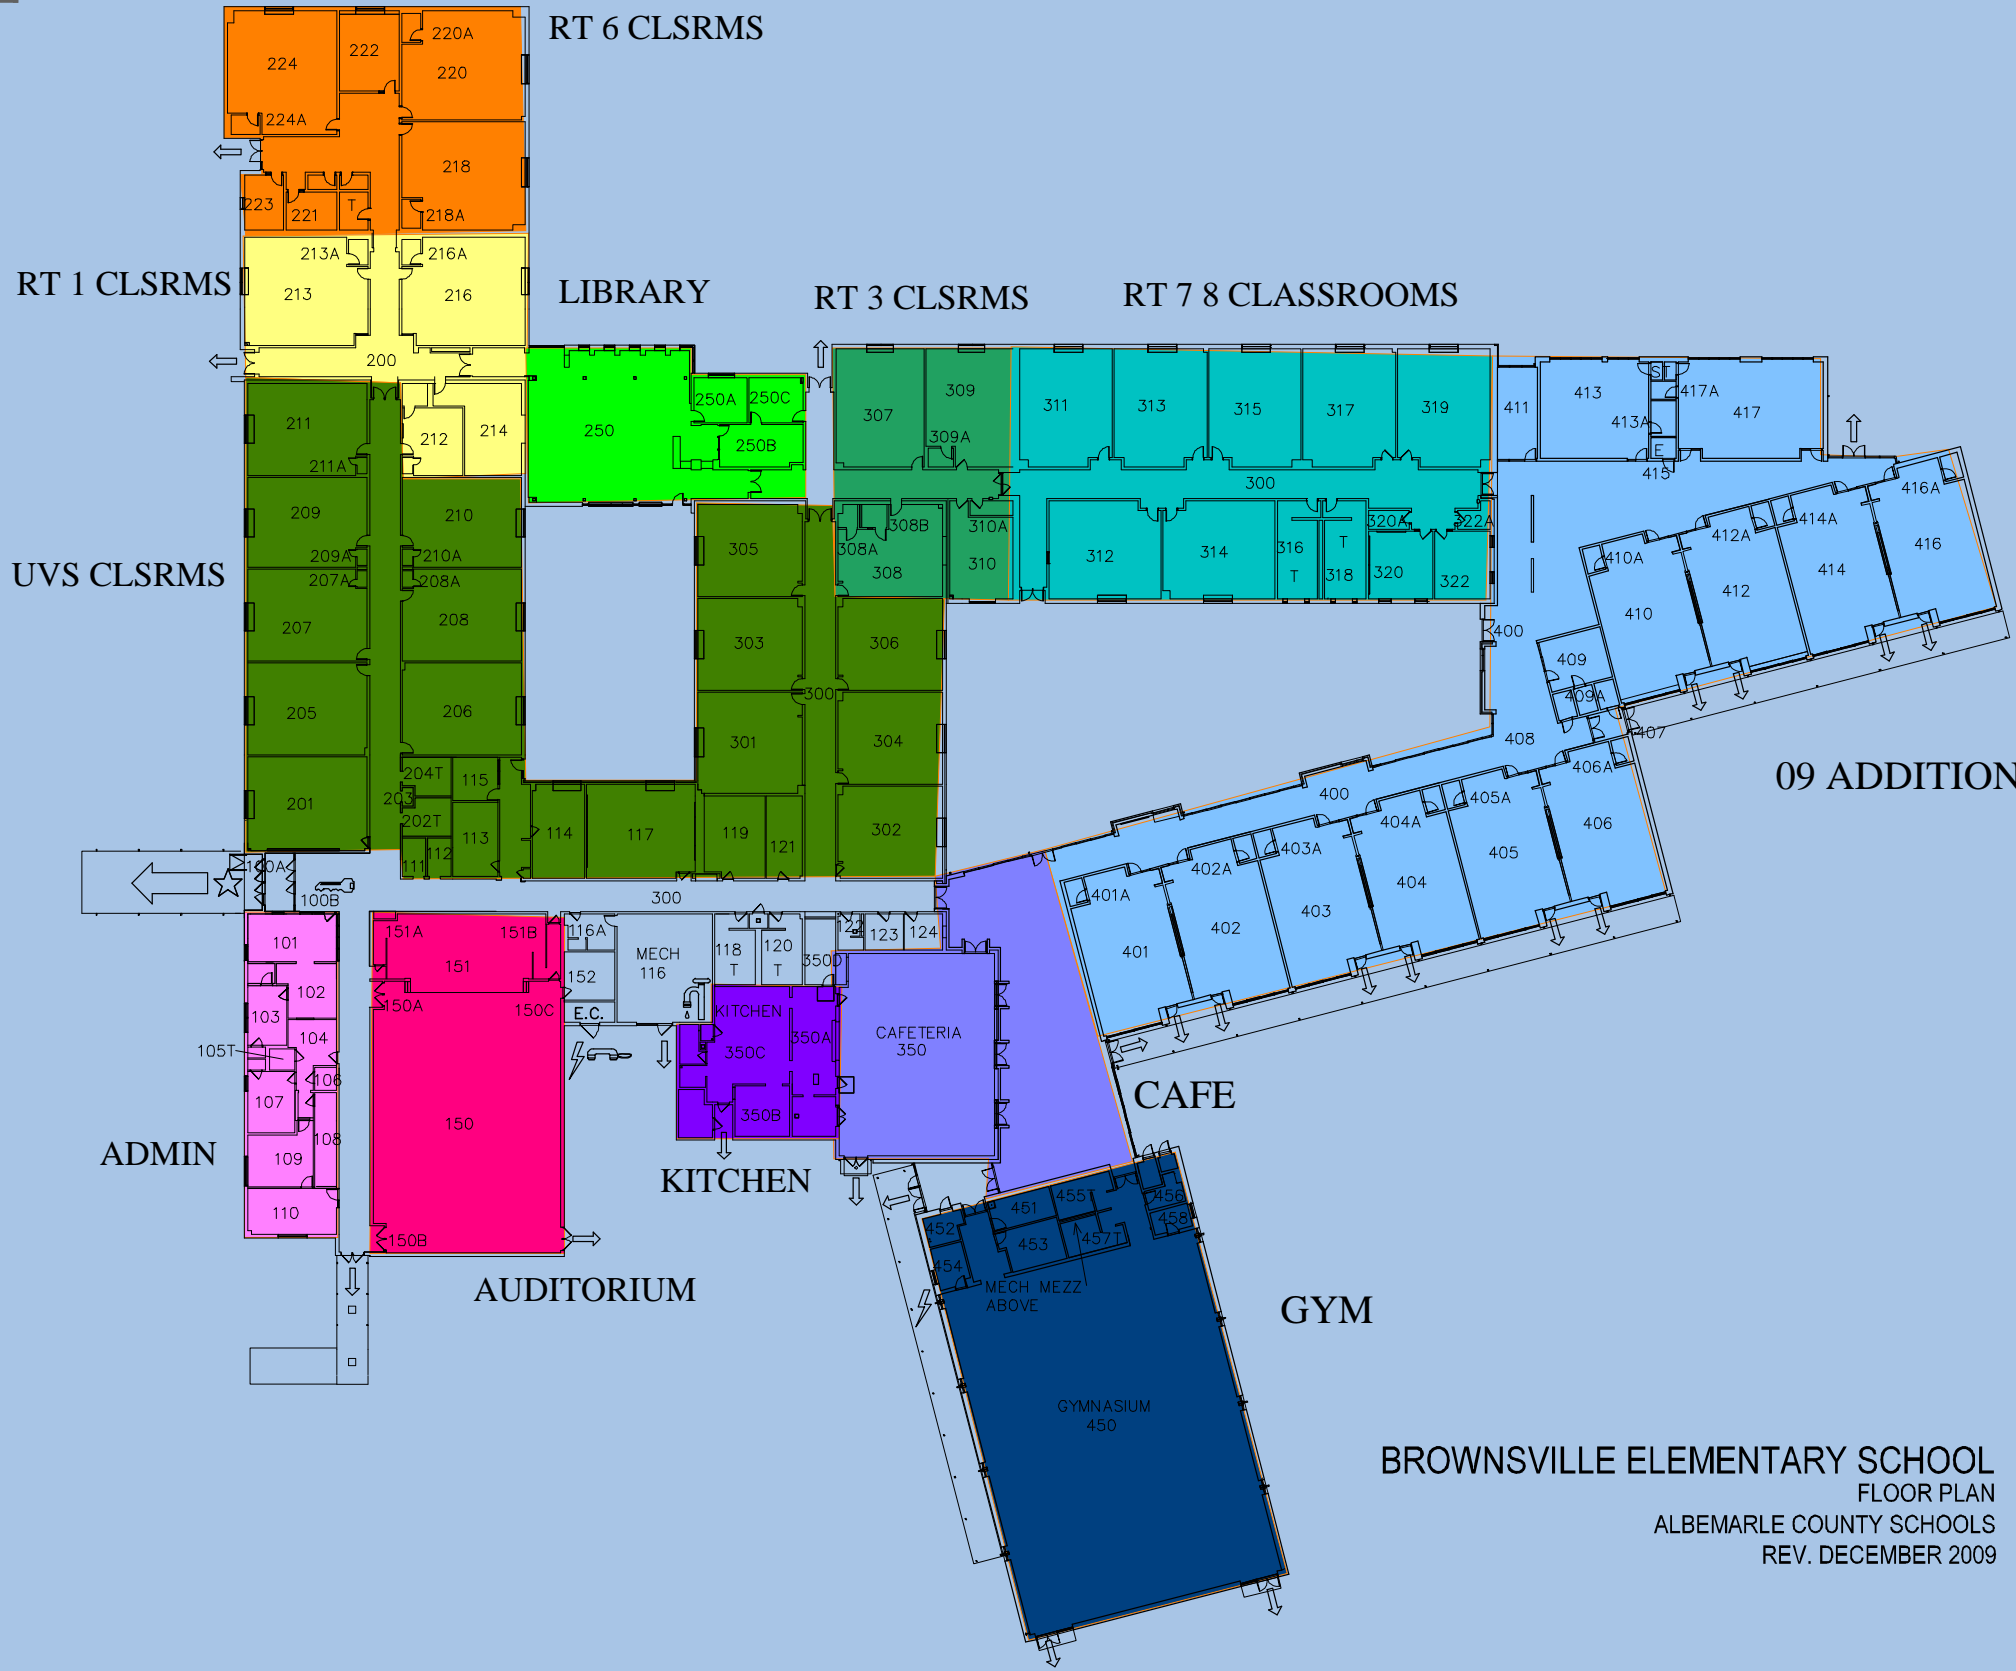 RT 6 CLSRMS
220A
222
224
220
224A
218
223
221
T
218A
213A
216A
RT 1 CLSRMS
213
216
LIBRARY
RT 3 CLSRMS
RT 7 8 CLASSROOMS
200
250A
250C
307
309
311
313
315
317
319
411
413
ST
417A
417
413A
211
212
214
250
250B
309A
E
415
211A
416A
209
210
305
308B
310A
300
320A
322A
414A
209A
210A
308A
308
310
312
314
316
T
T
318
320
322
412A
416
410A
UVS CLSRMS
207A
208A
414
412
410
207
208
303
306
400
409
409A
205
206
300
301
304
408
407
406A
204T
115
203
201
202T
113
114
117
119
121
302
400
405A
404A
406
09 ADDITION
111
112
100A
100B
300
401A
402A
403A
405
404
403
402
401
101
151A
151B
151
116A
MECH
116
118
T
120
T
122
123
124
350D
152
102
103
150A
150C
E.C.
KITCHEN
350A
CAFETERIA
350
104
105T
350C
106
107
108
150
350B
CAFE
ADMIN
109
KITCHEN
110
150B
451
455T
456
458
452
453
457T
454
AUDITORIUM
MECH MEZZ
ABOVE
GYM
GYMNASIUM
450
BROWNSVILLE ELEMENTARY SCHOOL
FLOOR PLAN
ALBEMARLE COUNTY SCHOOLS
REV. DECEMBER 2009